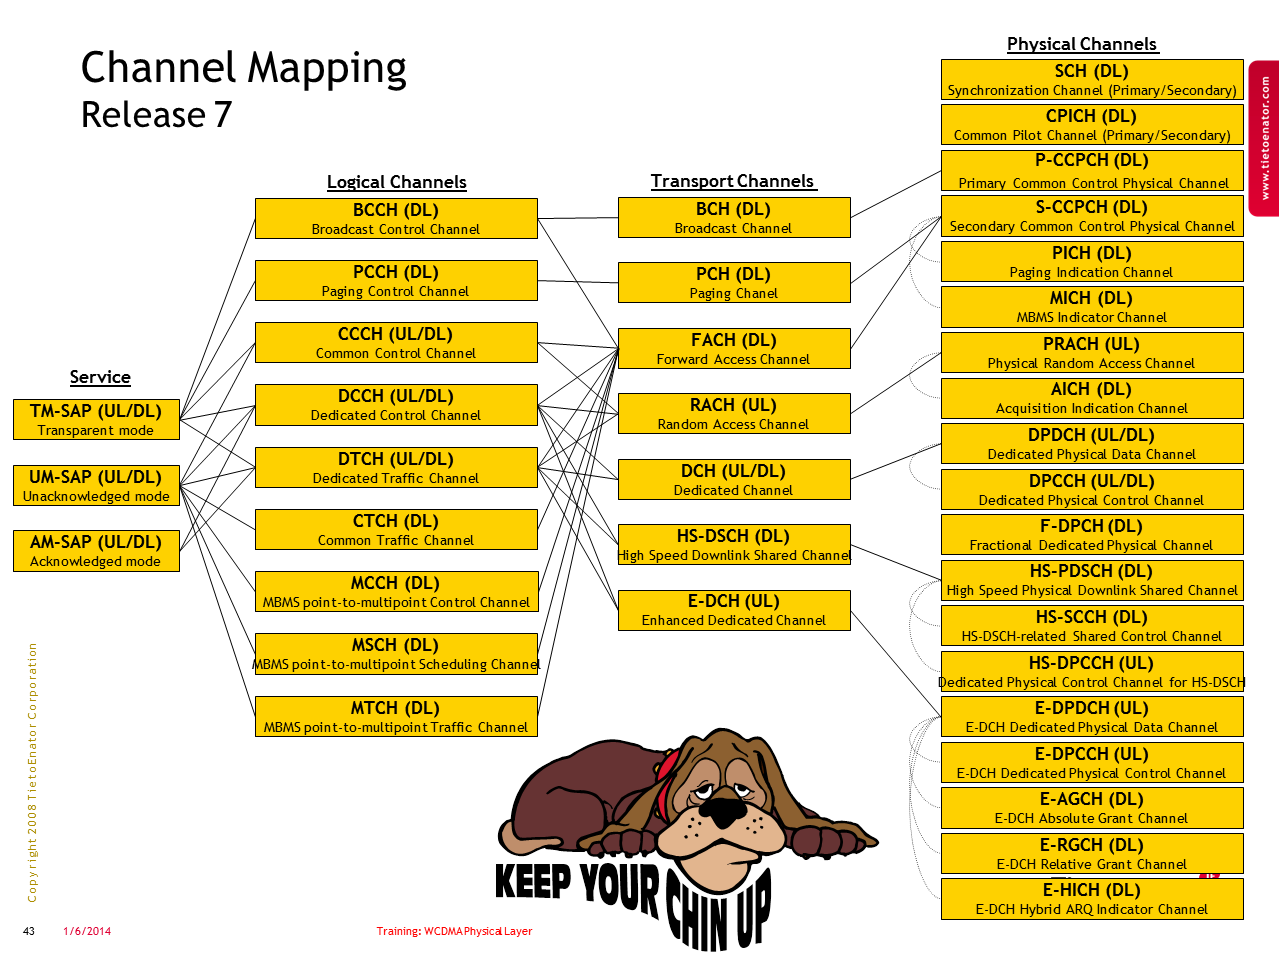 Channel Mapping
Release 7
Service
TM-SAP (UL/DL)
Transparent mode
UM-SAP (UL/DL)
Unacknowledged mode
AM-SAP (UL/DL)
Acknowledged mode
Logical Channels
BCCH (DL)
Broadcast Control Channel
PCCH (DL)
Paging Control Channel
CCCH (UL/DL)
Common Control Channel
DCCH (UL/DL)
Dedicated Control Channel
DTCH (UL/DL)
Dedicated Traffic Channel
CTCH (DL)
Common Traffic Channel
MCCH (DL)
MBMS point-to-multipoint Control Channel
MSCH (DL)
MBMS point-to-multipoint Scheduling Channel
MTCH (DL)
MBMS point-to-multipoint Traffic Channel
Transport Channels
BCH (DL)
Broadcast Channel
PCH (DL)
Paging Chanel
FACH (DL)
Forward Access Channel
RACH (UL)
Random Access Channel
DCH (UL/DL)
Dedicated Channel
HS-DSCH (DL)
High Speed Downlink Shared Channel
E-DCH (UL)
Enhanced Dedicated Channel
Physical Channels
SCH (DL)
Synchronization Channel (Primary/Secondary)
CPICH (DL)
Common Pilot Channel (Primary/Secondary)
P-CCPCH (DL)
Primary Common Control Physical Channel
S-CCPCH (DL)
Secondary Common Control Physical Channel
PICH (DL)
Paging Indication Channel
MICH (DL)
MBMS Indicator Channel
PRACH (UL)
Physical Random Access Channel
AICH (DL)
Acquisition Indication Channel
DPDCH (UL/DL)
Dedicated Physical Data Channel
DPCCH (UL/DL)
Dedicated Physical Control Channel
F-DPCH (DL)
Fractional Dedicated Physical Channel
HS-PDSCH (DL)
High Speed Physical Downlink Shared Channel
HS-SCCH (DL)
HS-DSCH-related Shared Control Channel
HS-DPCCH (UL)
Dedicated Physical Control Channel for HS-DSCH
E-DPDCH (UL)
E-DCH Dedicated Physical Data Channel
E-DPCCH (UL)
E-DCH Dedicated Physical Control Channel
E-AGCH (DL)
E-DCH Absolute Grant Channel
E-RGCH (DL)
E-DCH Relative Grant Channel
E-HICH (DL)
E-DCH Hybrid ARQ Indicator Channel
www.tietoenator.com
KEEP YOUR CHIN UP
Copyright 2008 TietoEnator Corporation
43
1/6/2014
Training: WCDMA Physical Layer